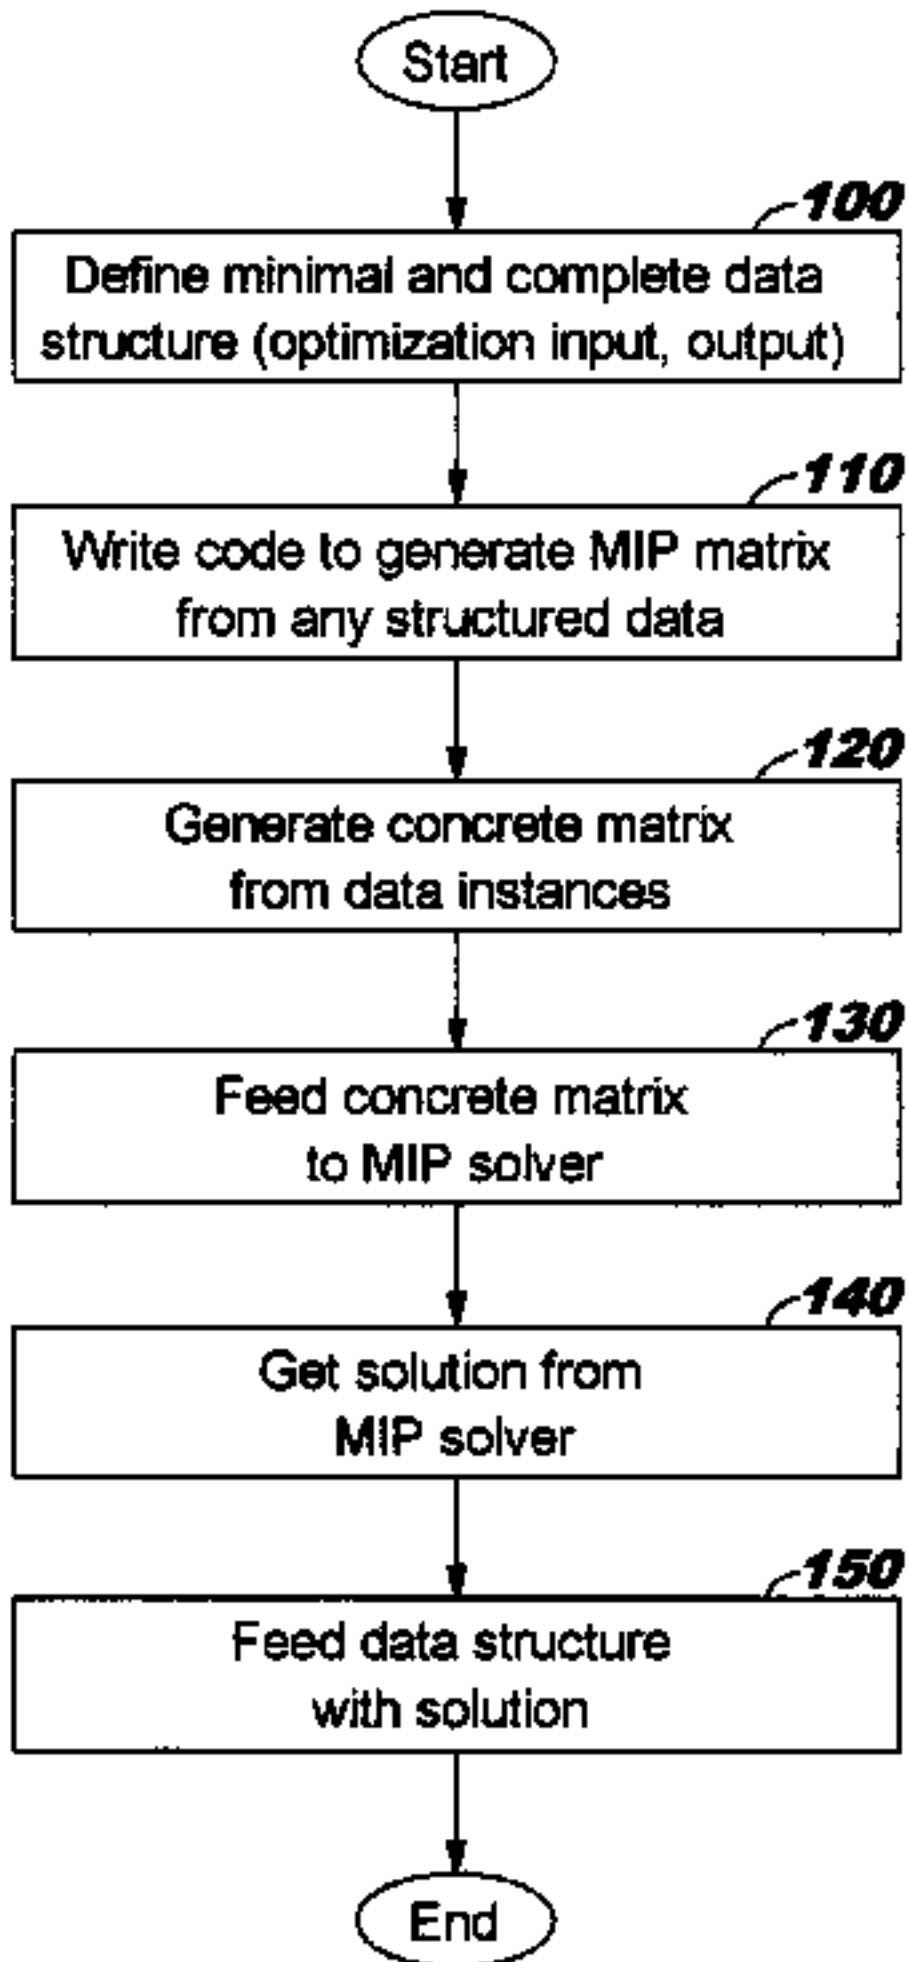 Start
100
Define minimal and complete data
structure (optimization input, output)
110
Write code to generate MIP matrix
from any structured data
120
Generate concrete matrix
from data instances
130
Feed concrete matrix
to MIP solver
140
Get solution from
MIP solver
150
Feed data structure
with solution
End